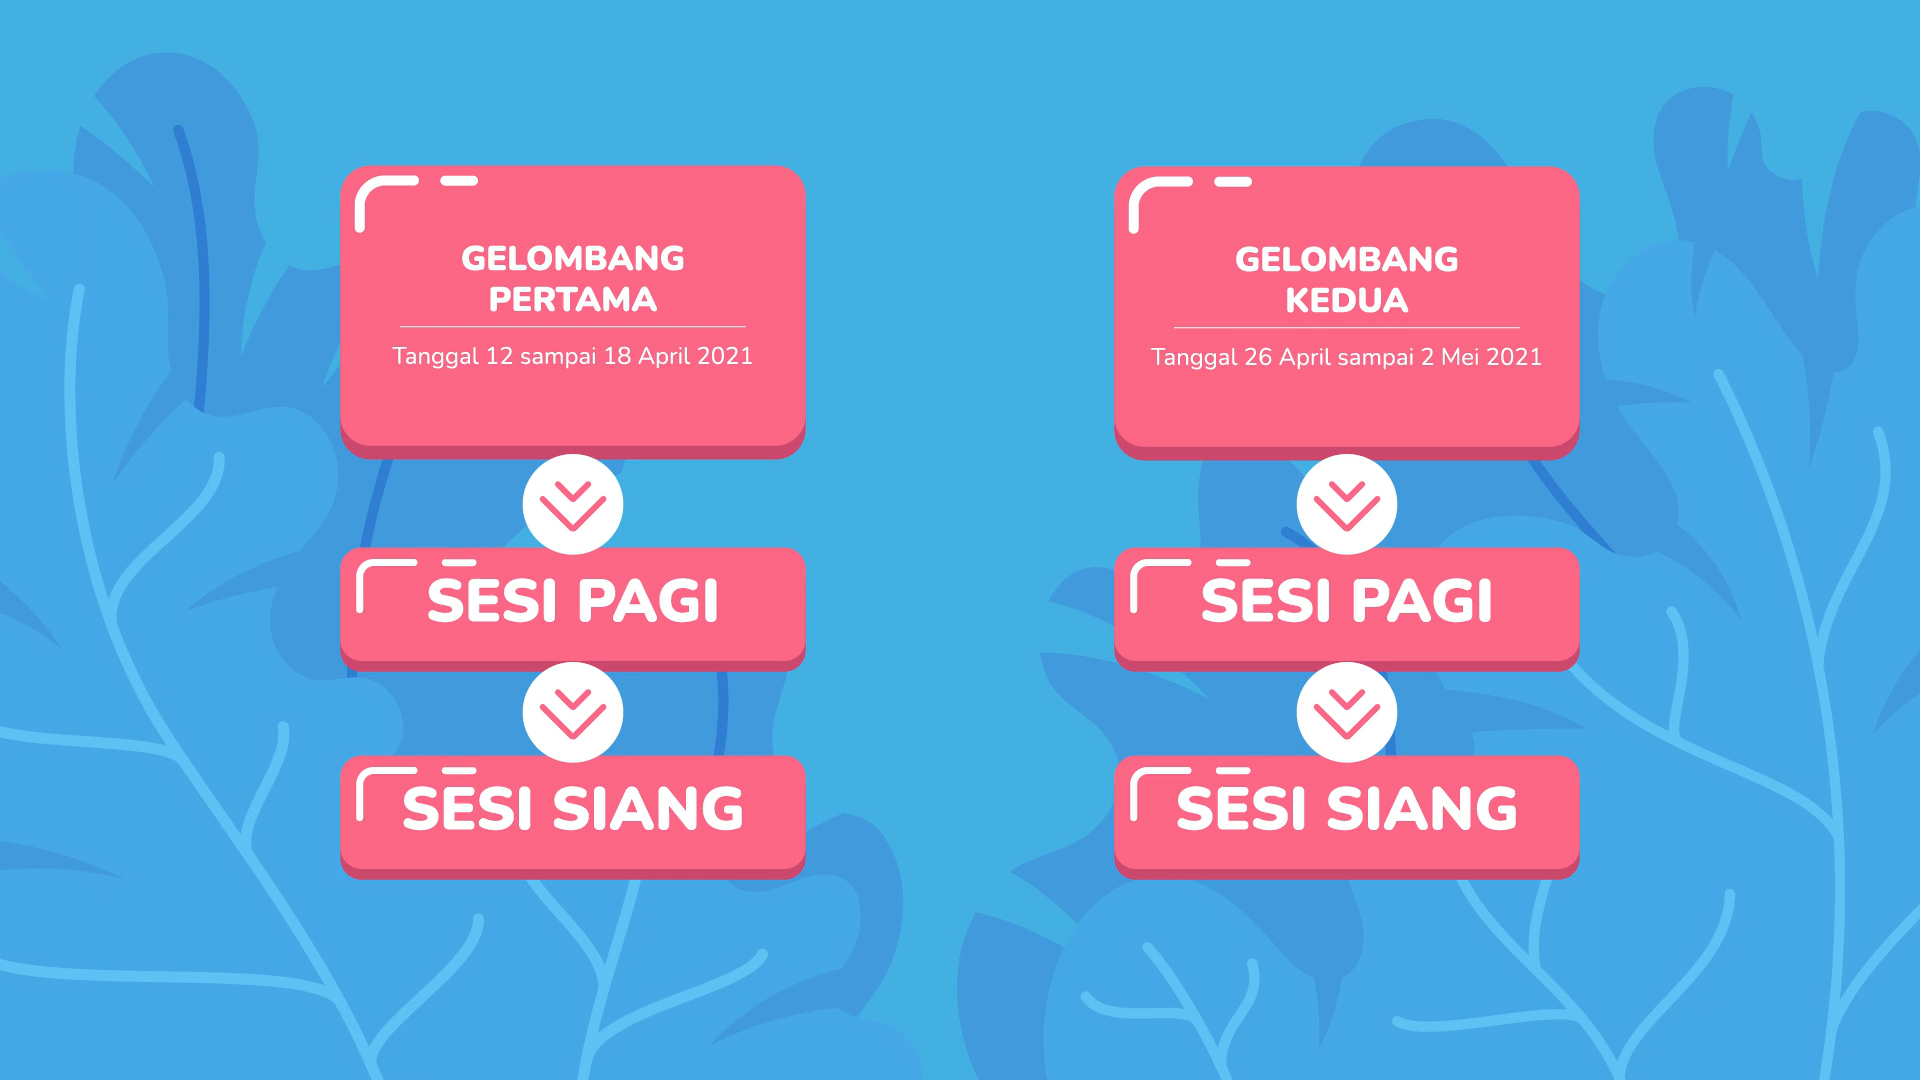 GELOMBANG
PERTAMA
Tanggal 12 sampai 18 April 2021
SESI PAGI
SESI SIANG
GELOMBANG
KEDUA
Tanggal 26 April sampai 2 Mei 2021
SESI PAGI
SESI SIANG